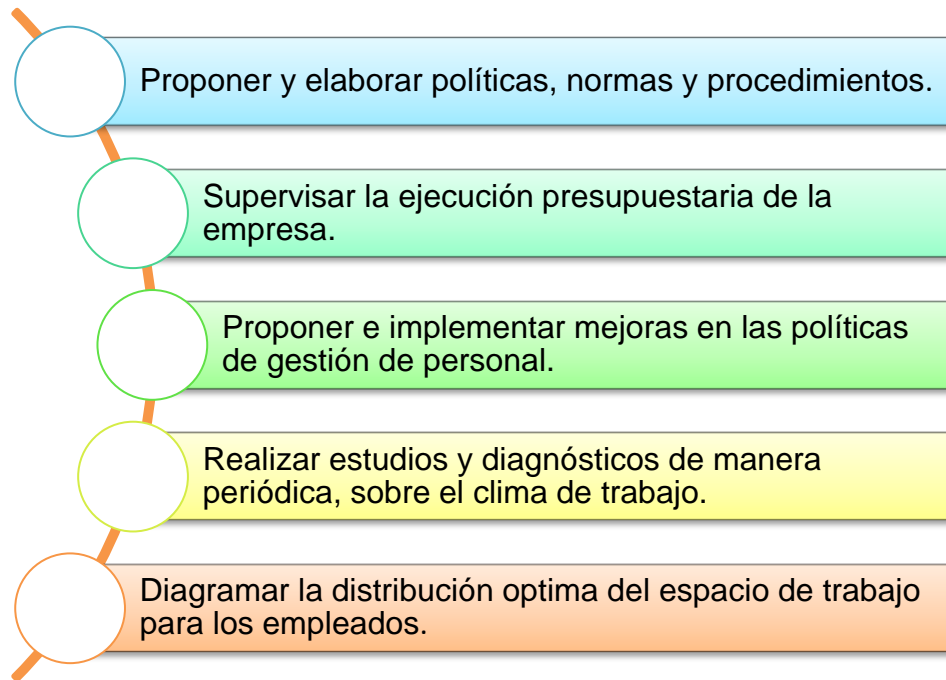 Proponer y elaborar políticas, normas y procedimientos.
Supervisar la ejecución presupuestaria de la
empresa.
Proponer e implementar mejoras en las políticas
de gestión de personal.
Realizar estudios y diagnósticos de manera
periódica, sobre el clima de trabajo.
Diagramar la distribución optima del espacio de trabajo
para los empleados.